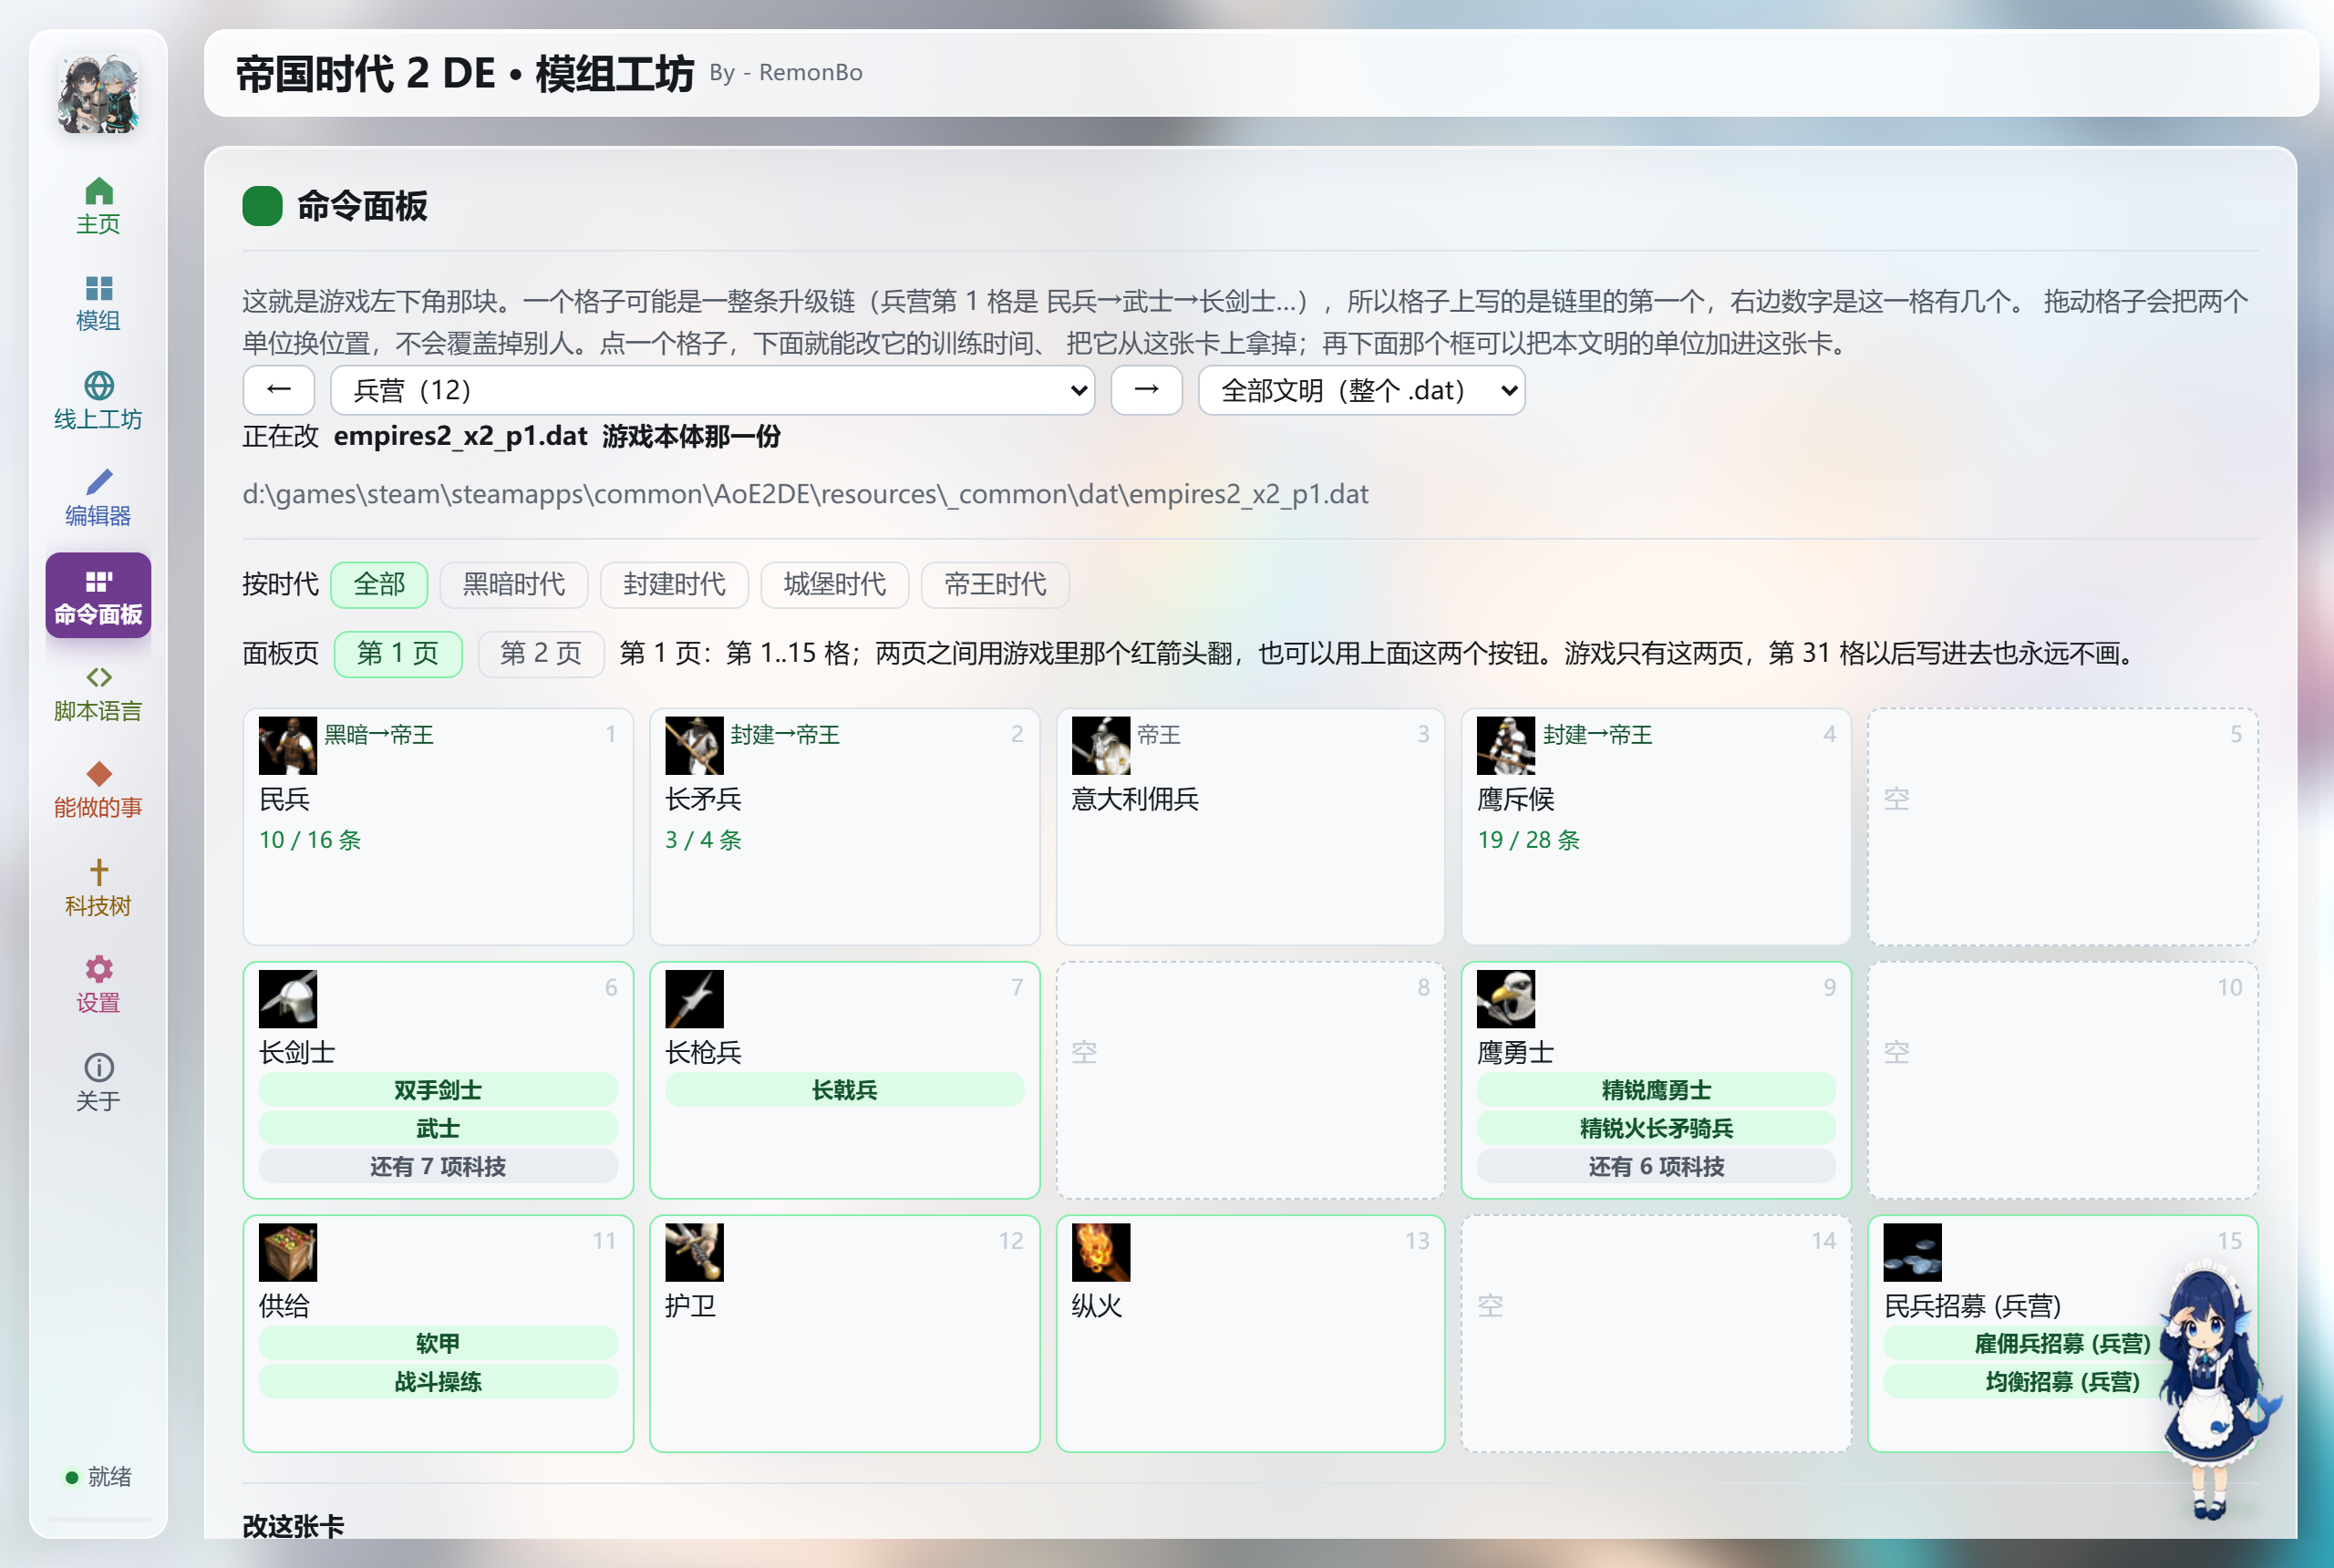 帝国时代 2 DE • 模组工坊 By - RemonBo
主页
模组
线上工坊
编辑器
命令面板
脚本语言
能做的事
科技树
设置
关于
就绪
命令面板
这就是游戏左下角那块。一个格子可能是一整条升级链（兵营第 1 格是 民兵→武士→长剑士…），所以格子上写的是链里的第一个，右边数字是这一格有几个。 拖动格子会把两个
单位换位置，不会覆盖掉别人。点一个格子，下面就能改它的训练时间、 把它从这张卡上拿掉；再下面那个框可以把本文明的单位加进这张卡。
← 兵营（12） → 全部文明（整个 .dat）
正在改 empires2_x2_p1.dat 游戏本体那一份
d:\games\steam\steamapps\common\AoE2DE\resources\_common\dat\empires2_x2_p1.dat
按时代 全部 黑暗时代 封建时代 城堡时代 帝王时代
面板页 第 1 页 第 2 页 第 1 页：第 1..15 格；两页之间用游戏里那个红箭头翻，也可以用上面这两个按钮。游戏只有这两页，第 31 格以后写进去也永远不画。
黑暗→帝王 1
民兵
10 / 16 条
封建→帝王 2
长矛兵
3 / 4 条
帝王 3
意大利佣兵
封建→帝王 4
鹰斥候
19 / 28 条
5
空
6
长剑士
双手剑士
武士
还有 7 项科技
7
长枪兵
长戟兵
8
空
9
鹰勇士
精锐鹰勇士
精锐火长矛骑兵
还有 6 项科技
10
空
11
供给
软甲
战斗操练
12
护卫
13
纵火
14
空
15
民兵招募 (兵营)
雇佣兵招募 (兵营)
均衡招募 (兵营)
改这张卡